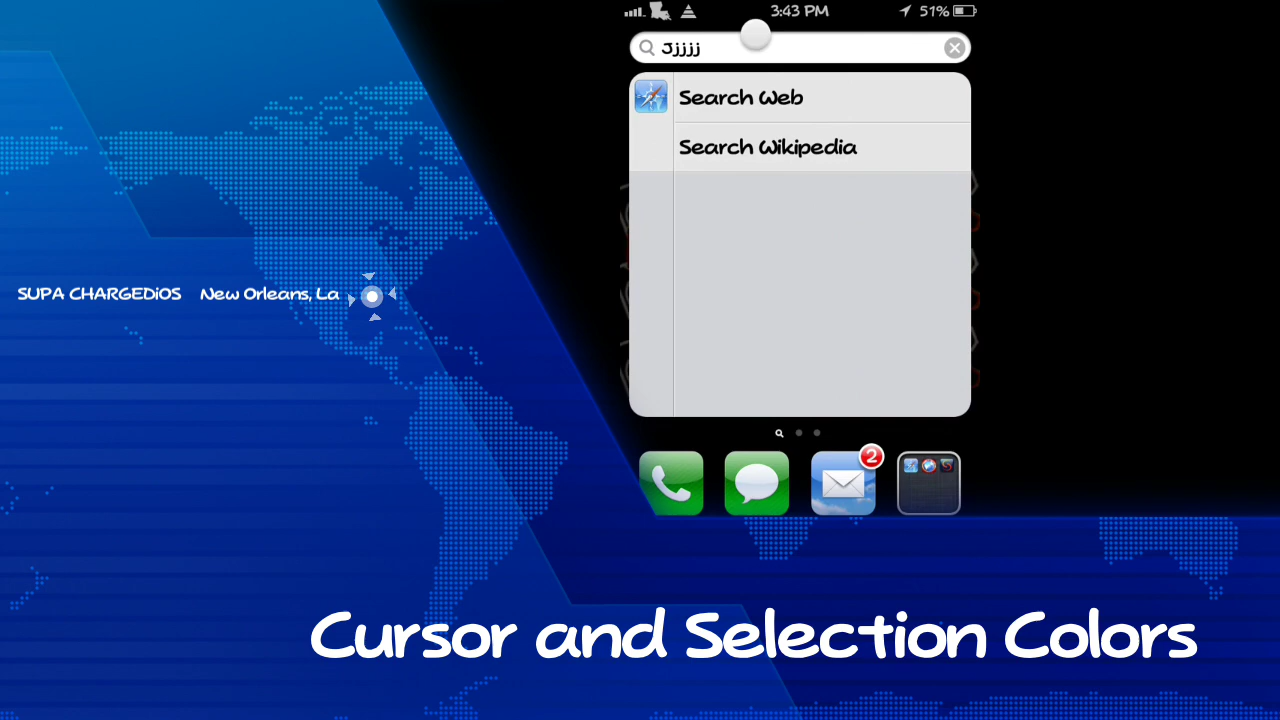 3:43 PM
51%
Jjjjj
Search Web
Search Wikipedia
SUPA CHARGEDiOS New Orleans, La
2
Cursor and Selection Colors